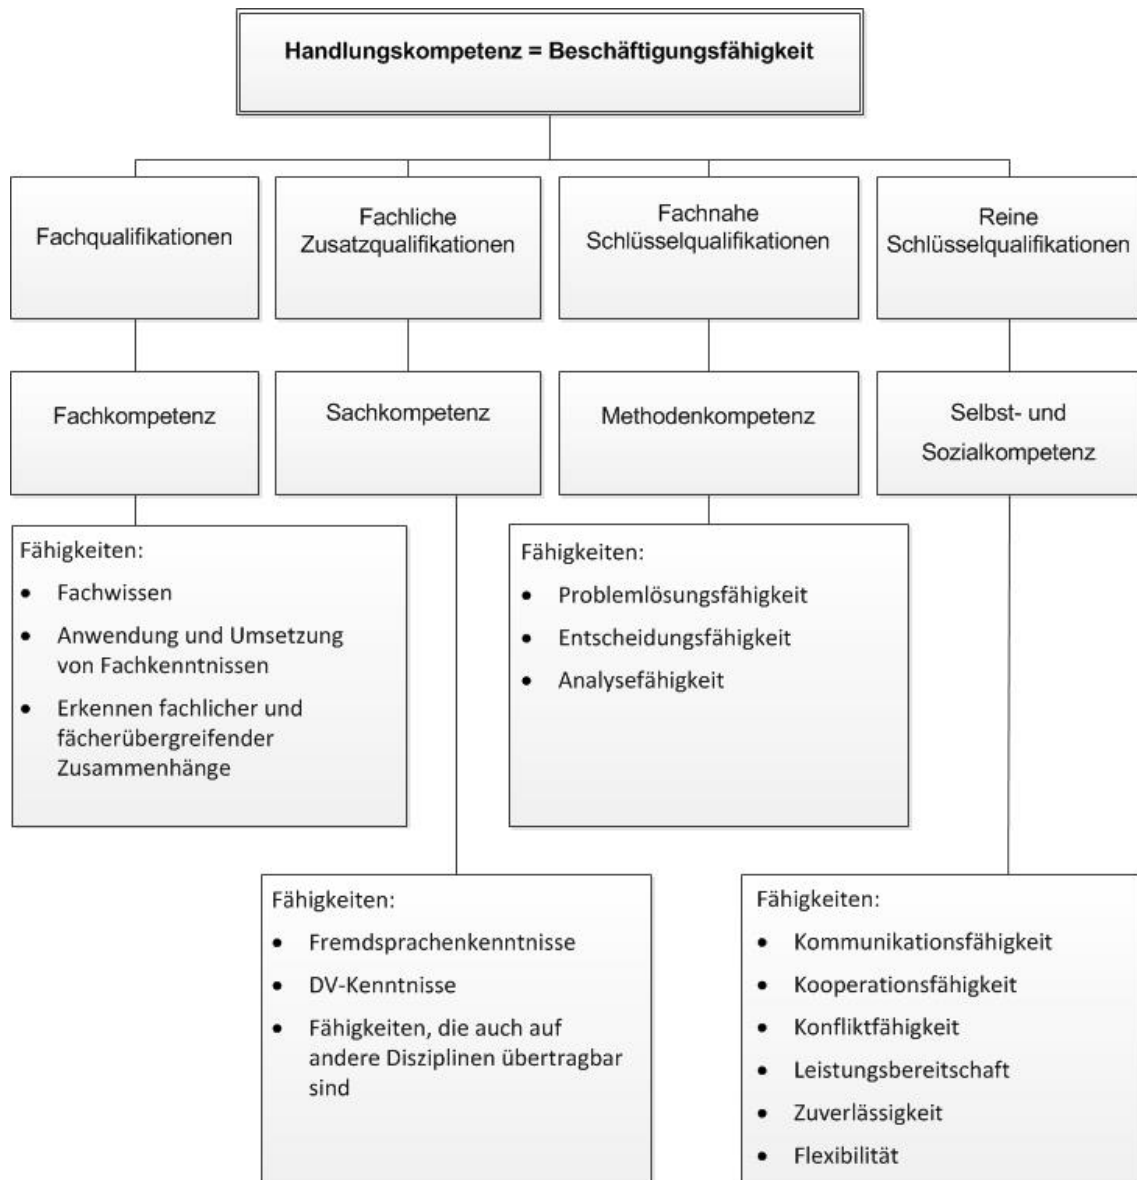 Handlungskompetenz = Beschäftigungsfähigkeit
Fachqualifikationen
Fachliche
Zusatzqualifikationen
Fachnahe
Schlüsselqualifikationen
Reine
Schlüsselqualifikationen
Fachkompetenz
Sachkompetenz
Methodenkompetenz
Selbst- und
Sozialkompetenz
Fähigkeiten:
• Fachwissen
• Anwendung und Umsetzung
von Fachkenntnissen
• Erkennen fachlicher und
fächerübergreifender
Zusammenhänge
Fähigkeiten:
• Problemlösungsfähigkeit
• Entscheidungsfähigkeit
• Analysefähigkeit
Fähigkeiten:
• Fremdsprachenkenntnisse
• DV-Kenntnisse
• Fähigkeiten, die auch auf
andere Disziplinen übertragbar
sind
Fähigkeiten:
• Kommunikationsfähigkeit
• Kooperationsfähigkeit
• Konfliktfähigkeit
• Leistungsbereitschaft
• Zuverlässigkeit
• Flexibilität